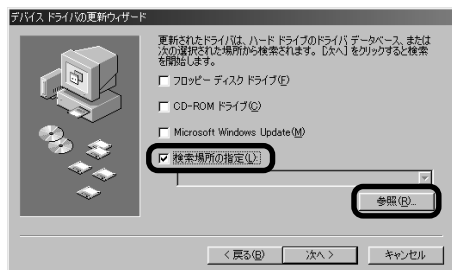 デバイス ドライバの更新ウィザード
更新されたドライバは、ハード ドライブのドライバ データベース、または
次の選択された場所から検索されます。[次へ] をクリックすると検索
を開始します。
フロッピー ディスク ドライブ(F)
CD-ROM ドライブ(C)
Microsoft Windows Update(M)
検索場所の指定(L):
参照(R)...
< 戻る(B)
次へ >
キャンセル